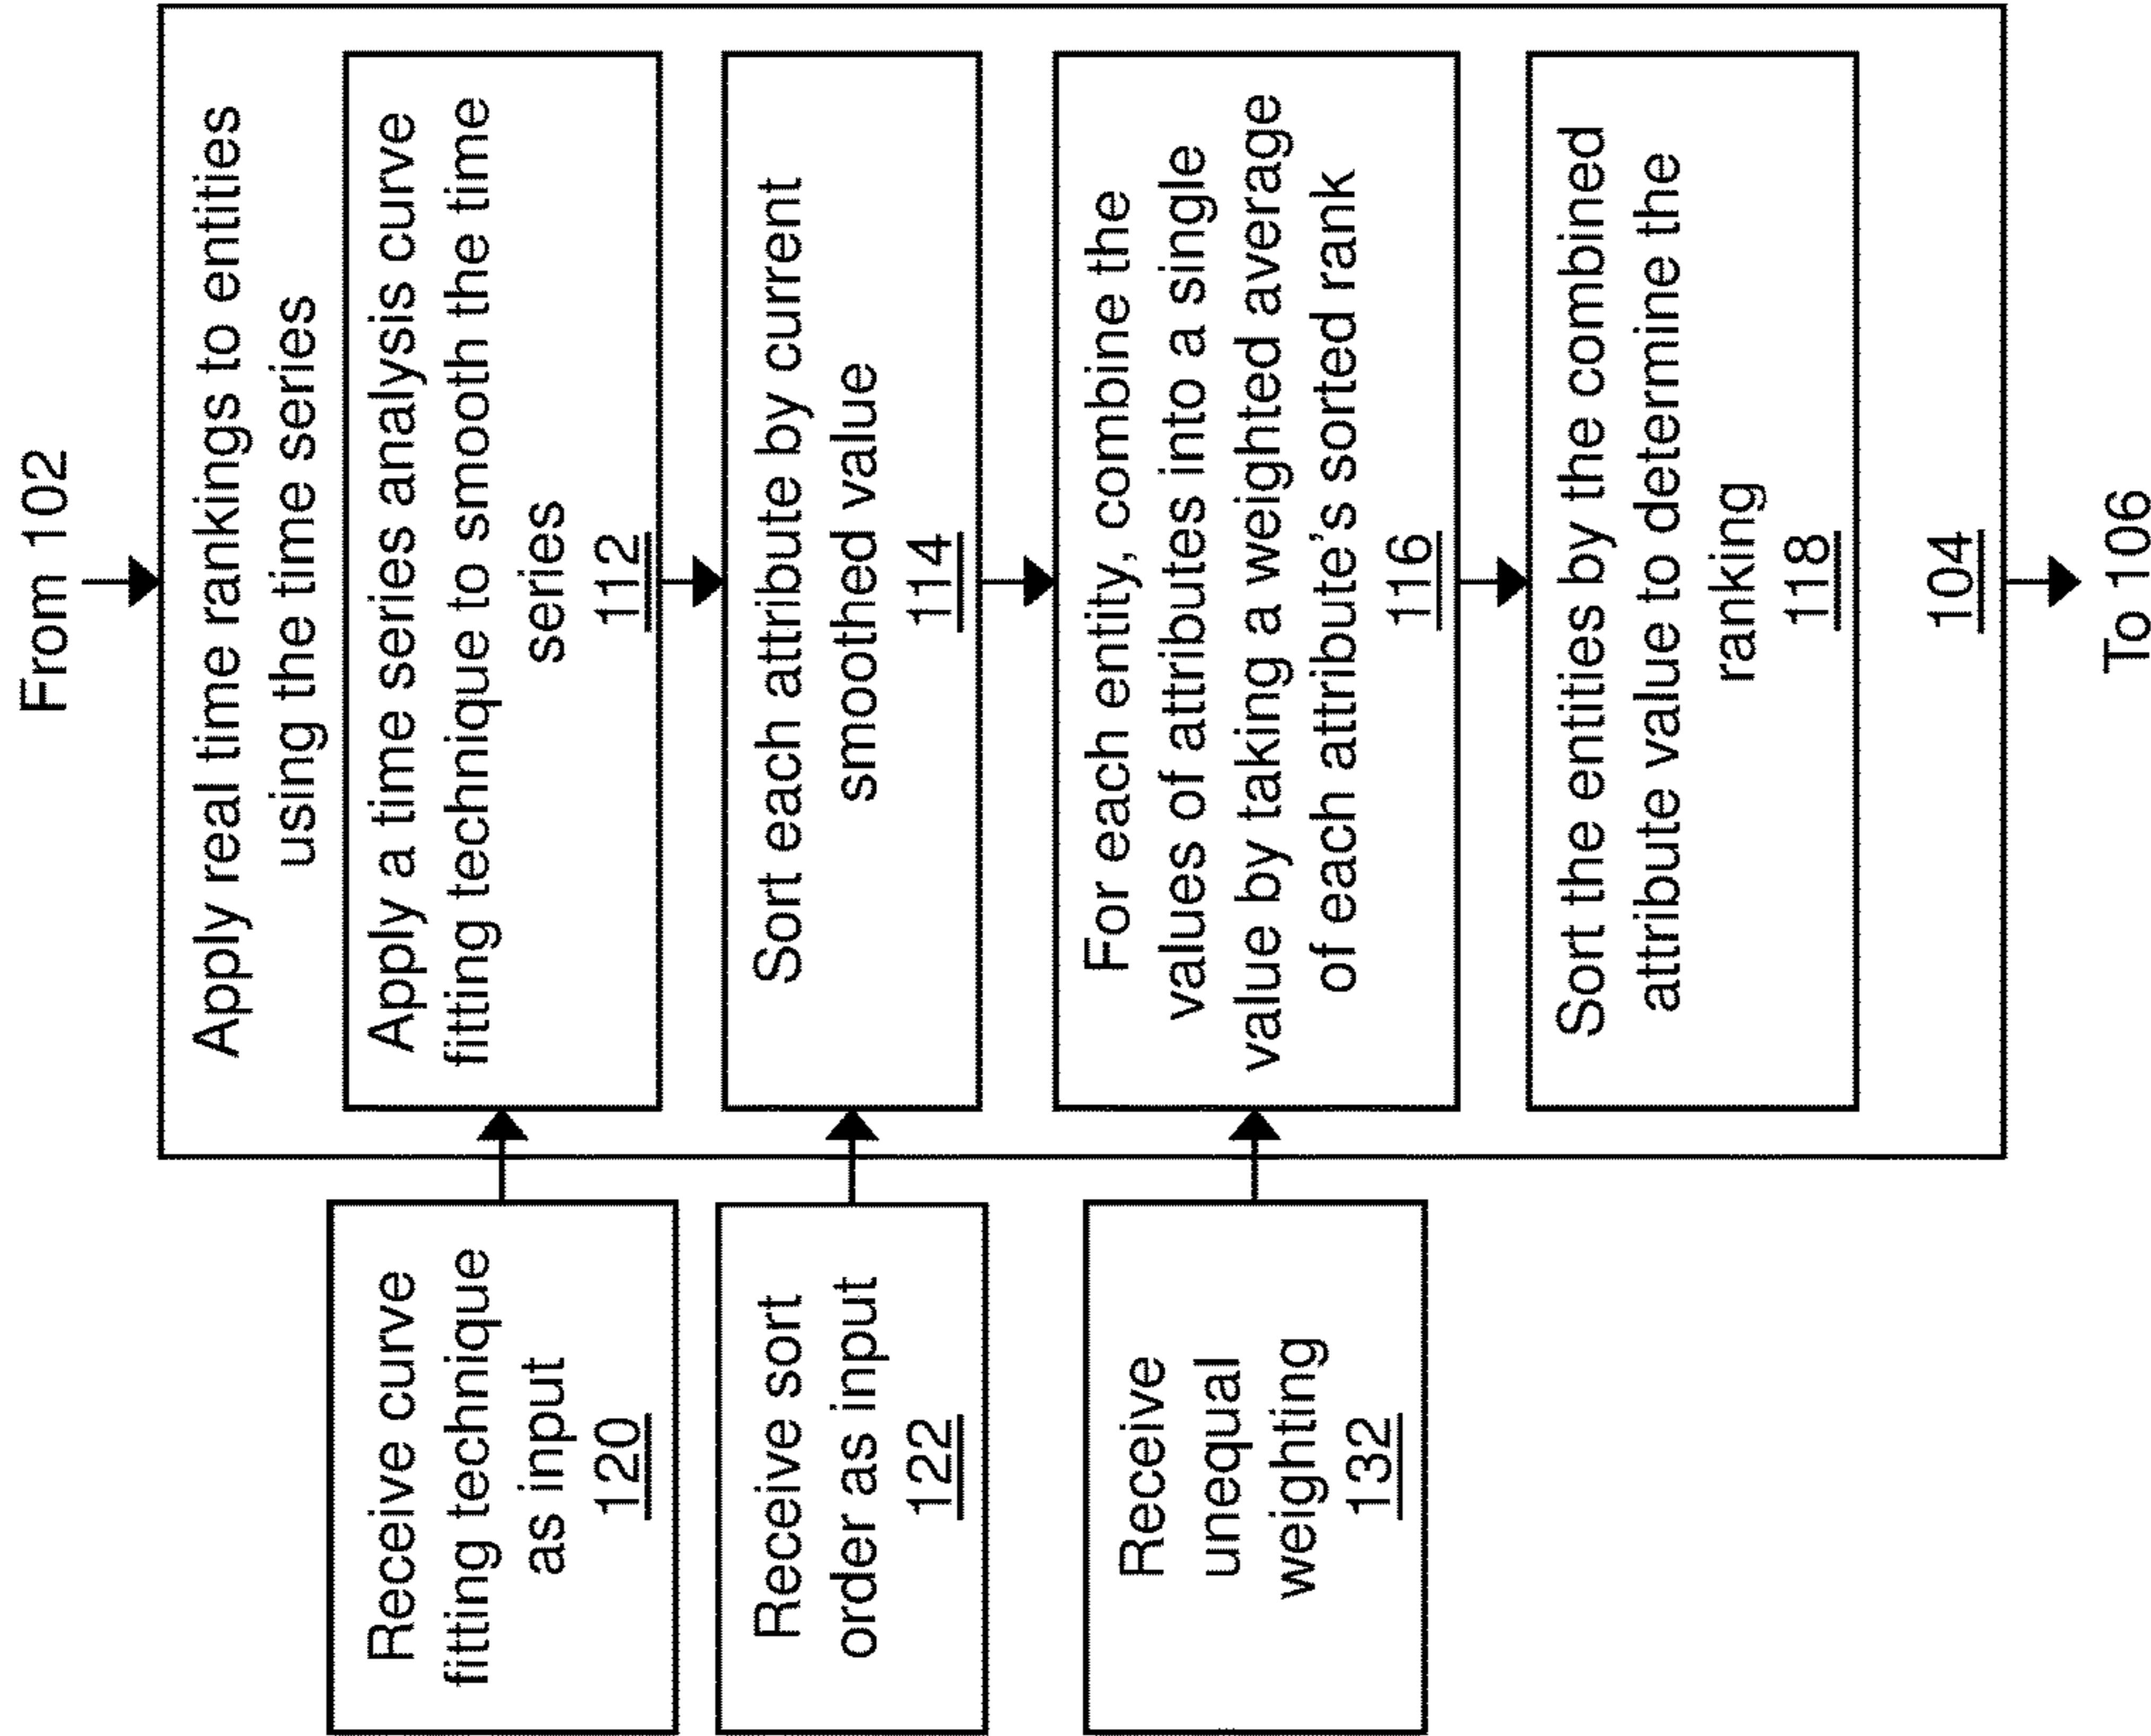 From 102
Apply real time rankings to entities
using the time series
Apply a time series analysis curve
fitting technique to smooth the time
series
112
Sort each attribute by current
smoothed value
114
For each entity, combine the
values of attributes into a single
value by taking a weighted average
of each attribute's sorted rank
116
Sort the entities by the combined
attribute value to determine the
ranking
118
104
To 106
Receive curve
fitting technique
as input
120
Receive sort
order as input
122
Receive
unequal
weighting
132